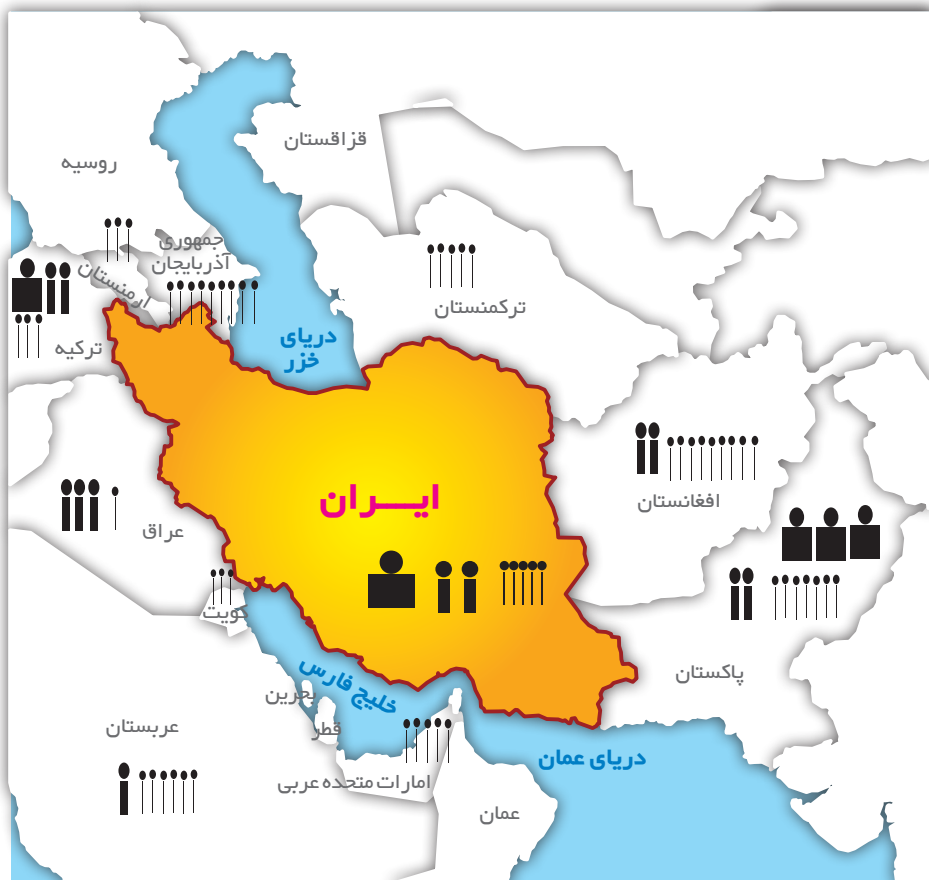 قزاقستان
روسیه
جمهوری
آذربایجان
ارمنستان
ترکمنستان
دریای
خزر
ترکیه
ایــران
افغانستان
عراق
کویت
پاکستان
خلیج فارس
بحرین
قطر
عربستان
دریای عمان
امارات متحده عربی
عمان